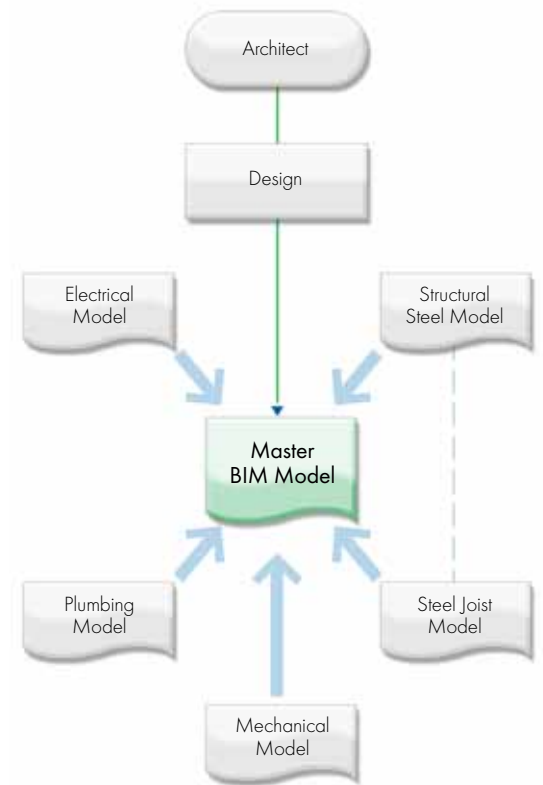 Architect
Design
Electrical
Model
Structural
Steel Model
Master
BIM Model
Plumbing
Model
Steel Joist
Model
Mechanical
Model